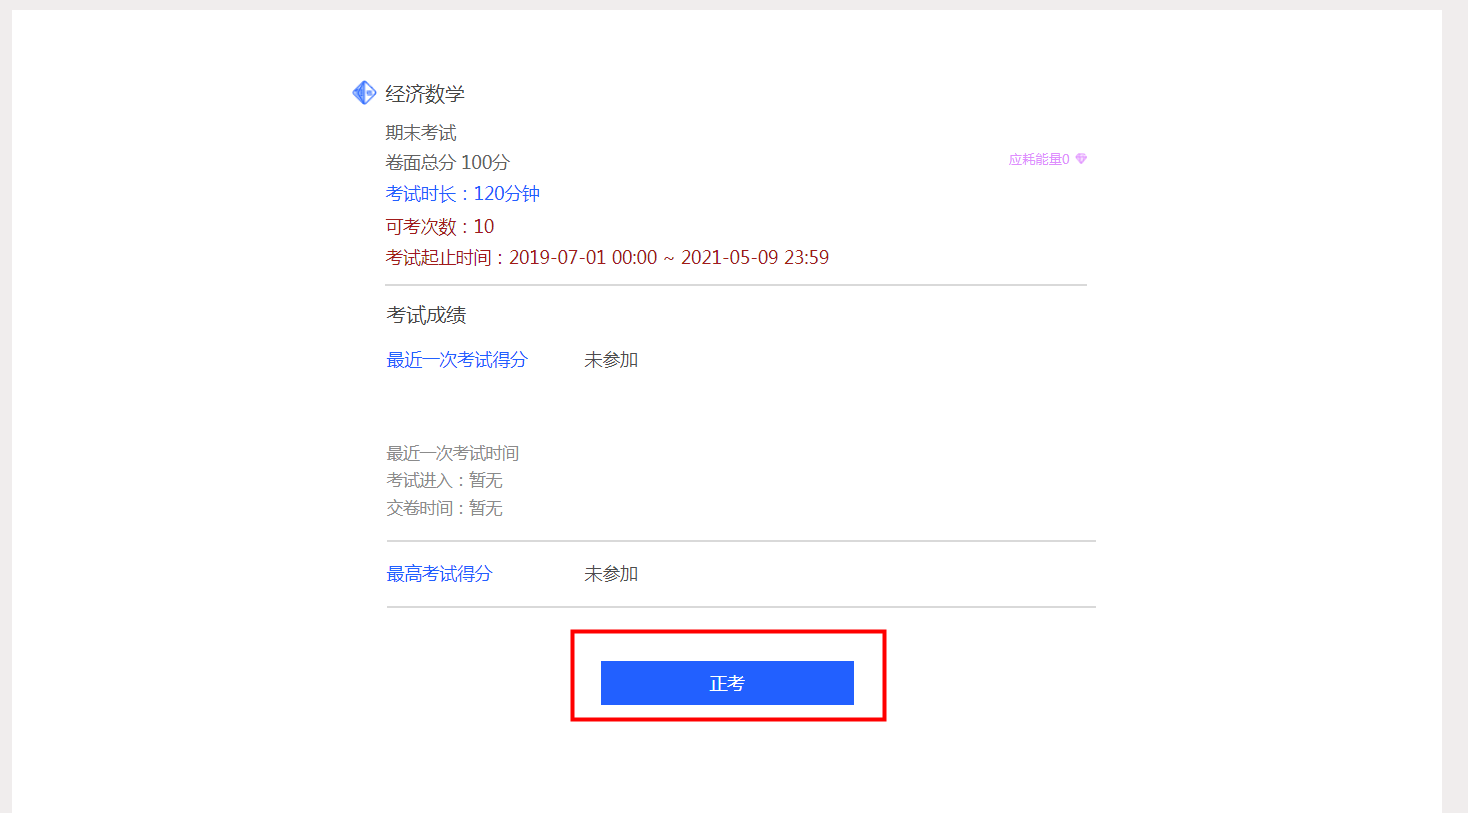 经济数学
期末考试
卷面总分 100分
应耗能量0
考试时长：120分钟
可考次数：10
考试起止时间：2019-07-01 00:00 ~ 2021-05-09 23:59
考试成绩
最近一次考试得分 未参加
最近一次考试时间
考试进入：暂无
交卷时间：暂无
最高考试得分 未参加
正考